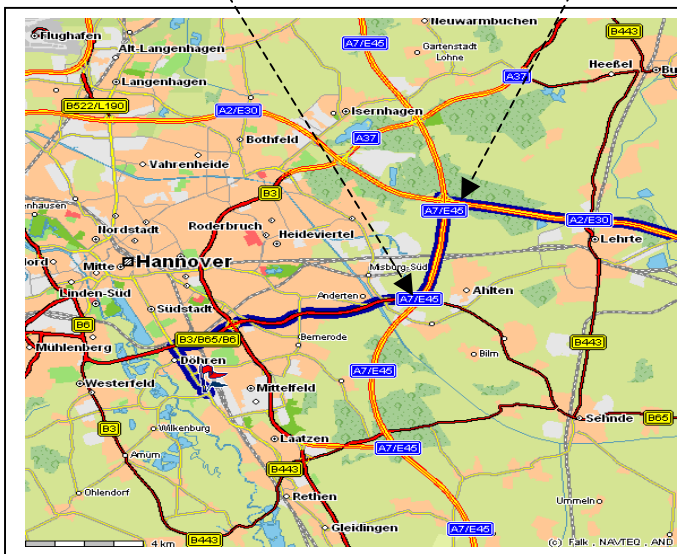 Neuwarmbuchen
B443
Flughafen
A7/E45
Alt-Langenhagen
Gartenstadt
Lohne
Heeßel
Bu
A37
Langenhagen
B522/L190
A2/E30
Isernhagen
Bothfeld
A37
Vahrenheide
B3
enhausen
Roderbruch
A7/E45
A2/E30
Nordstadt
Heideviertel
Lehrte
Nord
Mitte
Hannover
Misburg-Süd
Linden-Süd
Anderten
A7/E45
Ahlten
Südstadt
B6
B3/B65/B6
Bemerode
B443
Mühlenberg
Döhren
Bilm
A7/E45
Westerfeld
Mittelfeld
Sehnde
B65
B3
Wilkenburg
Laatzen
A7/E45
Arnum
B443
Ohlendorf
Rethen
Ummeln
Gleidingen
A7/E45
B443
4 km
(c) Falk , NAVTEQ , AND